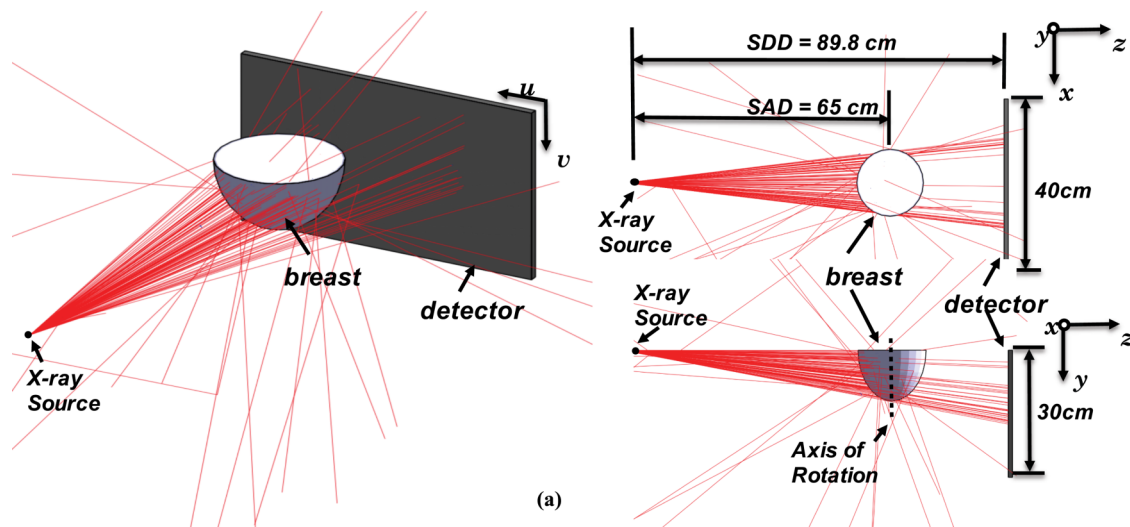 u
v
breast
detector
X-ray
Source
(a)
SDD = 89.8 cm
SAD = 65 cm
y
z
x
X-ray
Source
40cm
breast
X-ray
Source
detector
x
z
y
30cm
Axis of
Rotation